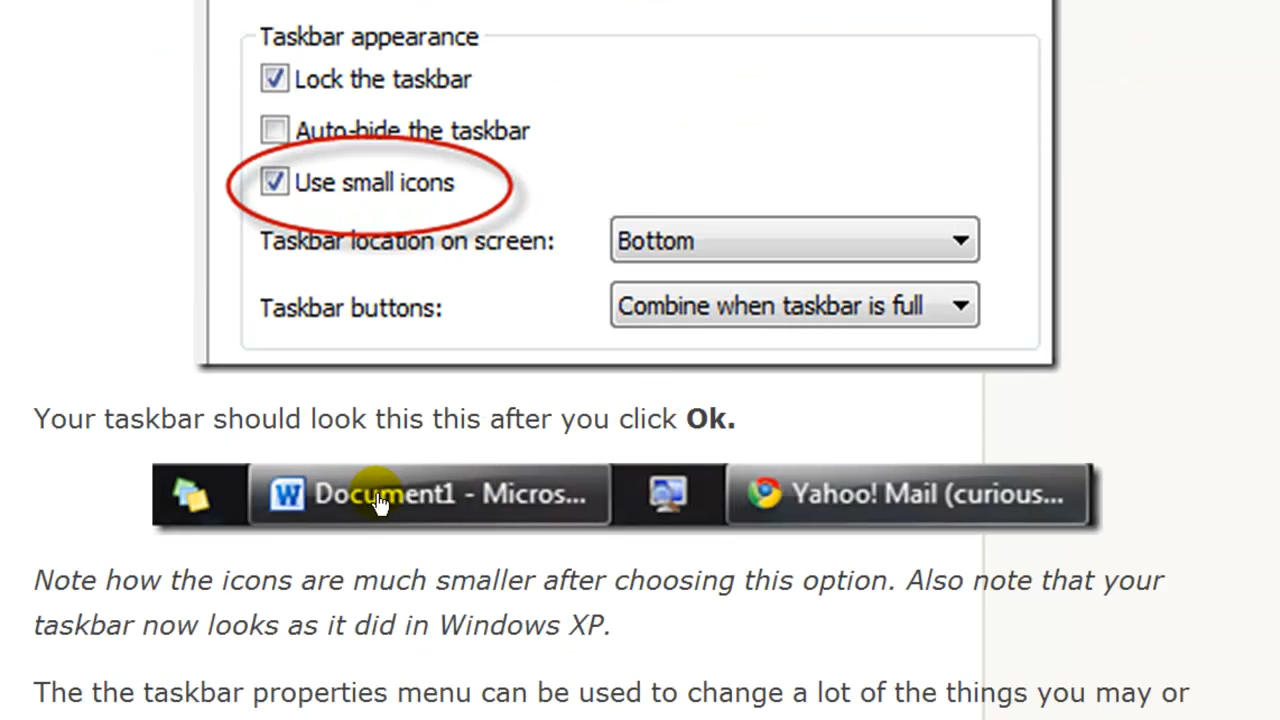 Taskbar appearance
Lock the taskbar
Auto-hide the taskbar
Use small icons
Taskbar location on screen: Bottom
Taskbar buttons: Combine when taskbar is full
Your taskbar should look this this after you click Ok.
Document1 - Micros... Yahoo! Mail (curious...
Note how the icons are much smaller after choosing this option. Also note that your
taskbar now looks as it did in Windows XP.
The the taskbar properties menu can be used to change a lot of the things you may or